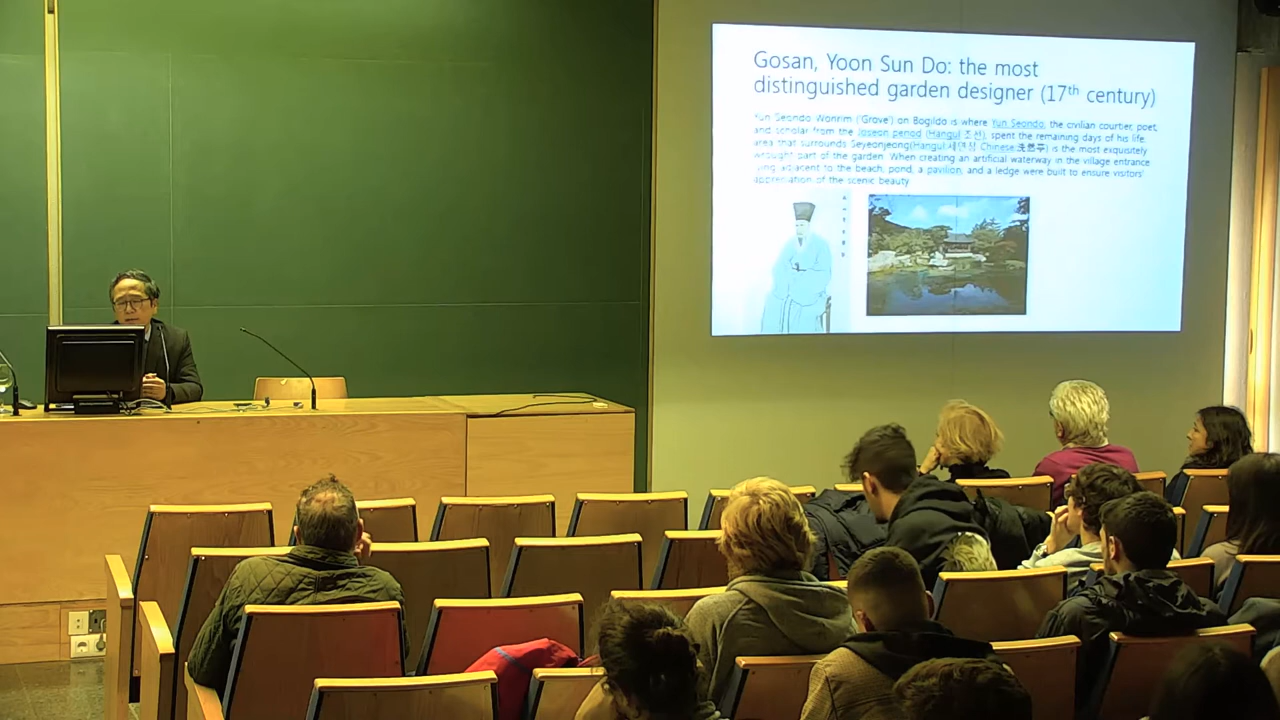 Gosan, Yoon Sun Do: the most
distinguished garden designer (17th century)
Yun Seondo Wonrim ('Grove') on Bogildo is where Yun Seondo, the civilian courtier, poet,
and scholar from the Joseon period (Hangul 조선), spent the remaining days of his life.
area that surrounds Seyeonjeong(Hangul 세연정 Chinese 洗然亭) is the most exquisitely
wrought part of the garden. When creating an artificial waterway in the village entrance
lying adjacent to the beach, pond, a pavilion, and a ledge were built to ensure visitors'
appreciation of the scenic beauty